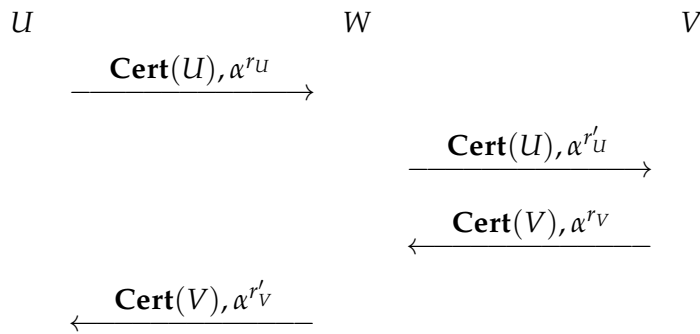 U W V
Cert(U), α^{r_U}
Cert(U), α^{r'_U}
Cert(V), α^{r_V}
Cert(V), α^{r'_V}